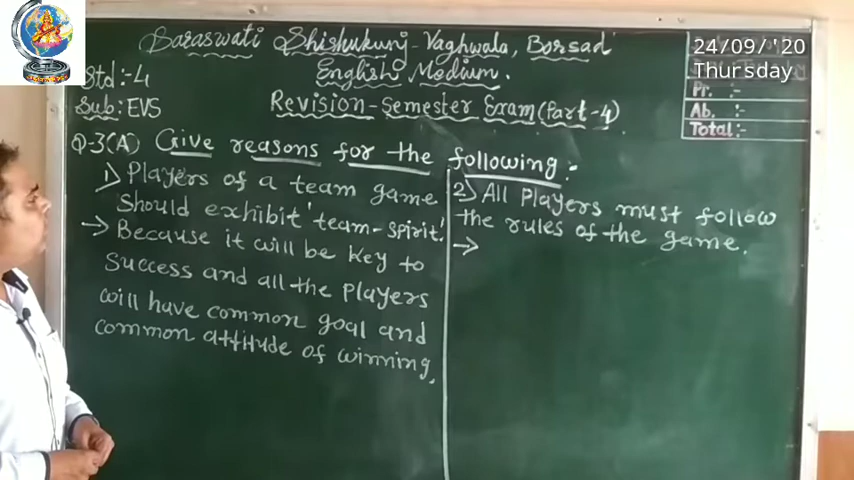 Saraswati Shishukunj-Vaghwala, Borsad
English Medium.
24/09/'20
Thursday
Std:-4
Sub:EVS
Revision-Semester Exam(Part-4)
Pr. :-
Ab. :-
Total:-
Q-3(A) Give reasons for the following:-
1) Players of a team game
should exhibit 'team-spirit'.
→ Because it will be key to
success and all the players
will have common goal and
common attitude of winning.
2) All Players must follow
the rules of the game.
→